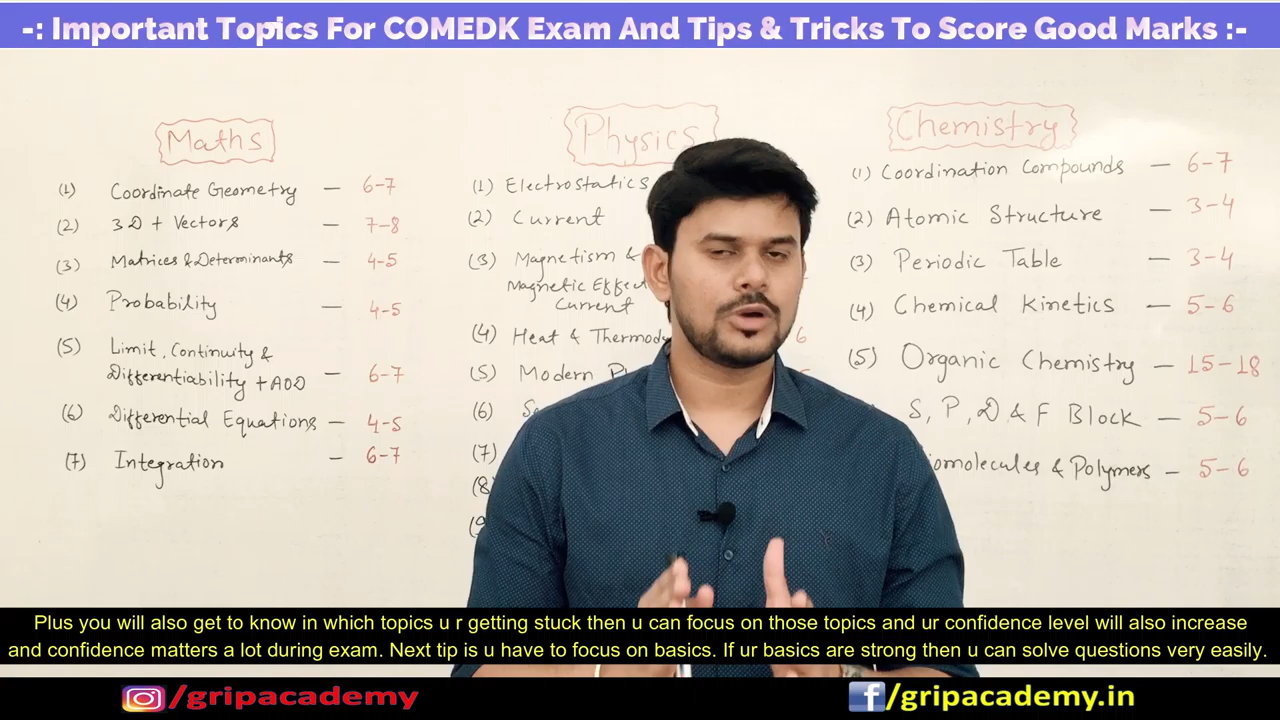 -: Important Topics For COMEDK Exam And Tips & Tricks To Score Good Marks :-
Maths
(1) Coordinate Geometry — 6-7
(2) 3D + Vectors — 7-8
(3) Matrices & Determinants — 4-5
(4) Probability — 4-5
(5) Limit, Continuity &
Differentiability + AOD — 6-7
(6) Differential Equations — 4-5
(7) Integration — 6-7
Physics
(1) Electrostatics
(2) Current
(3) Magnetism &
Magnetic Effect
Current
(4) Heat & 6
(5) Modern
(6)
(7)
(8)
(9)
Chemistry
(1) Coordination Compounds — 6-7
(2) Atomic Structure — 3-4
(3) Periodic Table — 3-4
(4) Chemical Kinetics — 5-6
(5) Organic Chemistry — 15-18
S, P, D & F Block — 5-6
omolecules & Polymers — 5-6
Plus you will also get to know in which topics u r getting stuck then u can focus on those topics and ur confidence level will also increase
and confidence matters a lot during exam. Next tip is u have to focus on basics. If ur basics are strong then u can solve questions very easily.
/gripacademy
f/gripacademy.in